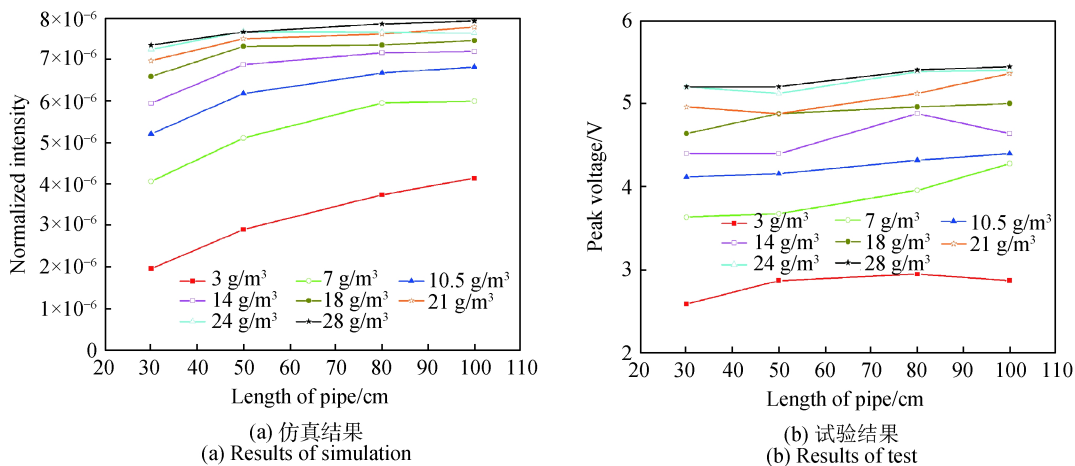 8×10⁻⁶
7×10⁻⁶
6×10⁻⁶
5×10⁻⁶
4×10⁻⁶
3×10⁻⁶
2×10⁻⁶
1×10⁻⁶
0
Normalized intensity
3 g/m³ 7 g/m³ 10.5 g/m³
14 g/m³ 18 g/m³ 21 g/m³
24 g/m³ 28 g/m³
20 30 40 50 60 70 80 90 100 110
Length of pipe/cm
(a) 仿真结果
(a) Results of simulation
6
5
4
3
2
Peak voltage/V
3 g/m³ 7 g/m³ 10.5 g/m³
14 g/m³ 18 g/m³ 21 g/m³
24 g/m³ 28 g/m³
20 30 40 50 60 70 80 90 100 110
Length of pipe/cm
(b) 试验结果
(b) Results of test